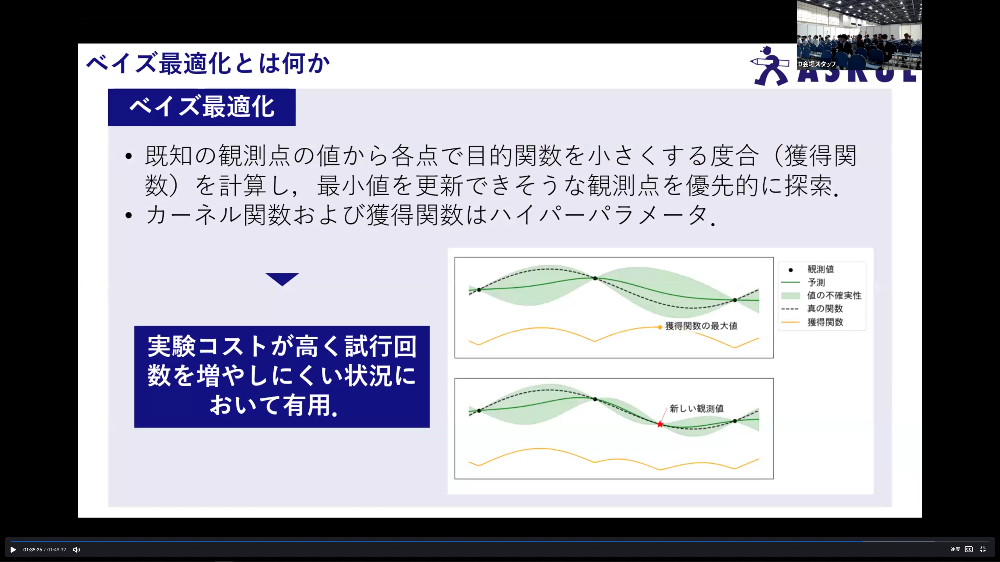 D会場スタッフ
ベイズ最適化とは何か
ASKUL
ベイズ最適化
• 既知の観測点の値から各点で目的関数を小さくする度合（獲得関
数）を計算し，最小値を更新できそうな観測点を優先的に探索．
• カーネル関数および獲得関数はハイパーパラメータ．
実験コストが高く試行回
数を増やしにくい状況に
おいて有用．
獲得関数の最大値
観測値
予測
値の不確実性
真の関数
獲得関数
新しい観測値
01:35:26 / 01:49:32
速度
CC